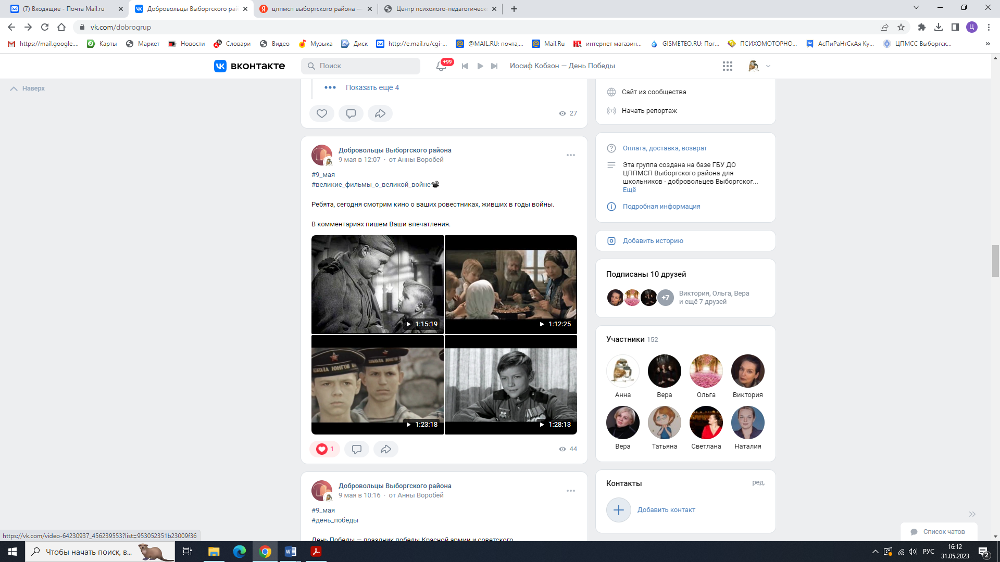 (7) Входящие - Почта Mail.ru
Добровольцы Выборгского рай
цппмсп выборгского района —
Центр психолого-педагогическ
vk.com/dobrogrup
https://mail.google....
Карты
Маркет
Новости
Словари
Видео
Музыка
Диск
http://e.mail.ru/cgi-...
@MAIL.RU: почта,...
Mail.Ru
интернет магазин...
GISMETEO.RU: Пог...
ПСИХОМОТОРНО...
АсПиРаНтСкАя Ку...
ЦПМСС Выборгск...
вконтакте
Поиск
+99
Иосиф Кобзон — День Победы
Наверх
Показать ещё 4
27
Добровольцы Выборгского района
9 мая в 12:07 · от Анны Воробей
#9_мая
#великие_фильмы_о_великой_войне
Ребята, сегодня смотрим кино о ваших ровестниках, живших в годы войны.
В комментариях пишем Ваши впечатления.
1:15:19
1:12:25
ШКОЛА ЮНГОВ
ШКОЛА ЮНГОВ
1:23:18
1:28:13
1
44
Добровольцы Выборгского района
9 мая в 10:16 · от Анны Воробей
#9_мая
#день_победы
День Победы — праздник победы Красной армии и советского
Сайт из сообщества
Начать репортаж
Оплата, доставка, возврат
Эта группа создана на базе ГБУ ДО
ЦППМСП Выборгского района для
школьников - добровольцев Выборгског...
Ещё
Подробная информация
Добавить историю
Подписаны 10 друзей
+7
Виктория, Ольга, Вера
и ещё 7 друзей
Участники 152
Анна
Вера
Ольга
Виктория
Вера
Татьяна
Светлана
Наталия
Контакты
ред.
Добавить контакт
Список чатов
https://vk.com/video-64230937_456239553?list=953052351b23009f36
Чтобы начать поиск, в...
РУС
16:12
31.05.2023
2
Ц